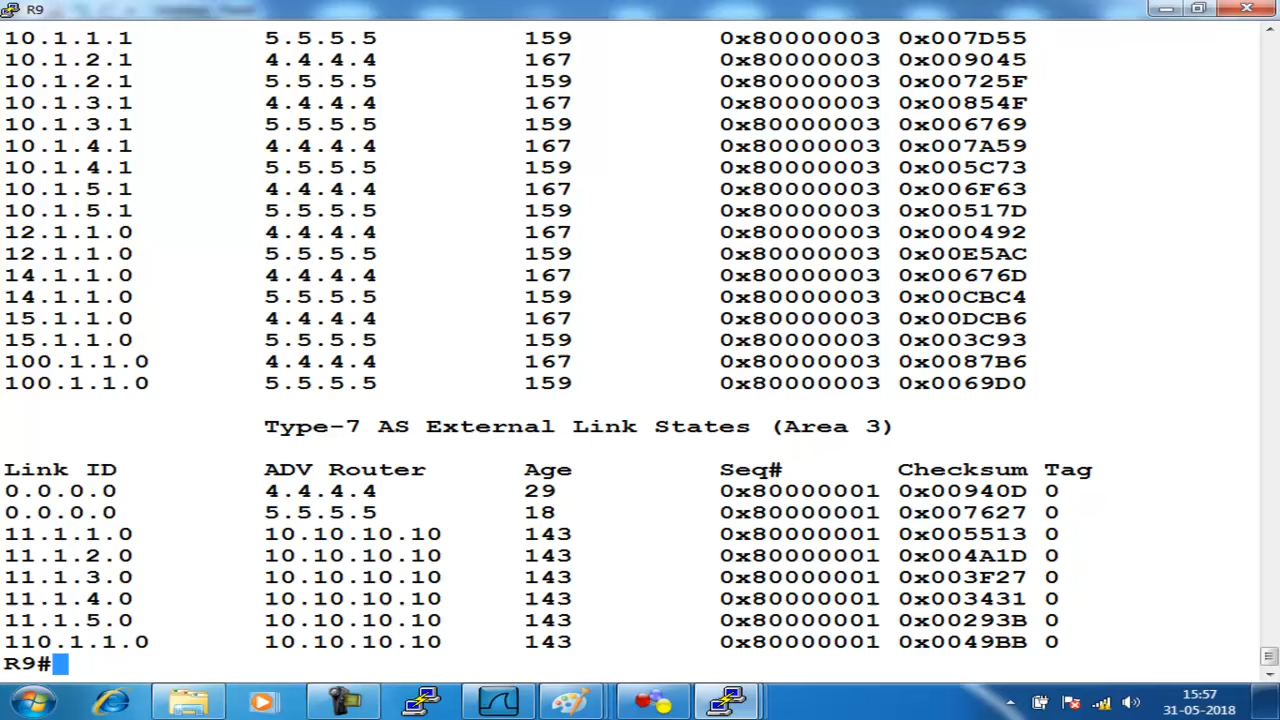 R9
10.1.1.1 5.5.5.5 159 0x80000003 0x007D55
10.1.2.1 4.4.4.4 167 0x80000003 0x009045
10.1.2.1 5.5.5.5 159 0x80000003 0x00725F
10.1.3.1 4.4.4.4 167 0x80000003 0x00854F
10.1.3.1 5.5.5.5 159 0x80000003 0x006769
10.1.4.1 4.4.4.4 167 0x80000003 0x007A59
10.1.4.1 5.5.5.5 159 0x80000003 0x005C73
10.1.5.1 4.4.4.4 167 0x80000003 0x006F63
10.1.5.1 5.5.5.5 159 0x80000003 0x00517D
12.1.1.0 4.4.4.4 167 0x80000003 0x000492
12.1.1.0 5.5.5.5 159 0x80000003 0x00E5AC
14.1.1.0 4.4.4.4 167 0x80000003 0x00676D
14.1.1.0 5.5.5.5 159 0x80000003 0x00CBC4
15.1.1.0 4.4.4.4 167 0x80000003 0x00DCB6
15.1.1.0 5.5.5.5 159 0x80000003 0x003C93
100.1.1.0 4.4.4.4 167 0x80000003 0x0087B6
100.1.1.0 5.5.5.5 159 0x80000003 0x0069D0
Type-7 AS External Link States (Area 3)
Link ID ADV Router Age Seq# Checksum Tag
0.0.0.0 4.4.4.4 29 0x80000001 0x00940D 0
0.0.0.0 5.5.5.5 18 0x80000001 0x007627 0
11.1.1.0 10.10.10.10 143 0x80000001 0x005513 0
11.1.2.0 10.10.10.10 143 0x80000001 0x004A1D 0
11.1.3.0 10.10.10.10 143 0x80000001 0x003F27 0
11.1.4.0 10.10.10.10 143 0x80000001 0x003431 0
11.1.5.0 10.10.10.10 143 0x80000001 0x00293B 0
110.1.1.0 10.10.10.10 143 0x80000001 0x0049BB 0
R9#
15:57
31-05-2018